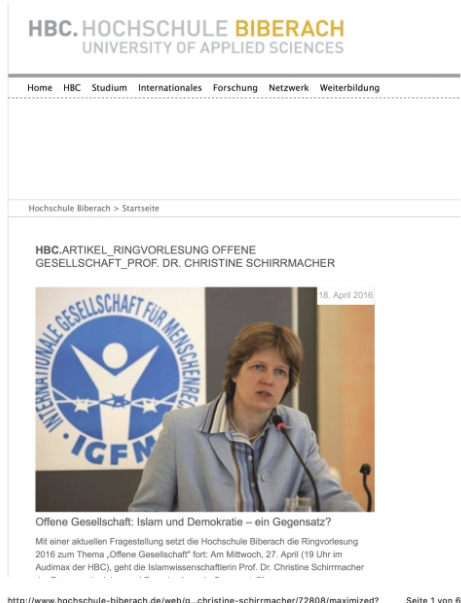 HBC.HOCHSCHULE BIBERACH
UNIVERSITY OF APPLIED SCIENCES
Home HBC Studium Internationales Forschung Netzwerk Weiterbildung
Hochschule Biberach > Startseite
HBC.ARTIKEL_RINGVORLESUNG OFFENE
GESELLSCHAFT_PROF. DR. CHRISTINE SCHIRRMACHER
18. April 2016
INTERNATIONALE GESELLSCHAFT FÜR
IGFM
Offene Gesellschaft: Islam und Demokratie – ein Gegensatz?
Mit einer aktuellen Fragestellung setzt die Hochschule Biberach die Ringvorlesung
2016 zum Thema „Offene Gesellschaft" fort: Am Mittwoch, 27. April (19 Uhr im
Audimax der HBC), geht die Islamwissenschaftlerin Prof. Dr. Christine Schirrmacher
http://www.hochschule-biberach.de/web/g...christine-schirrmacher/72808/maximized? Seite 1 von 6